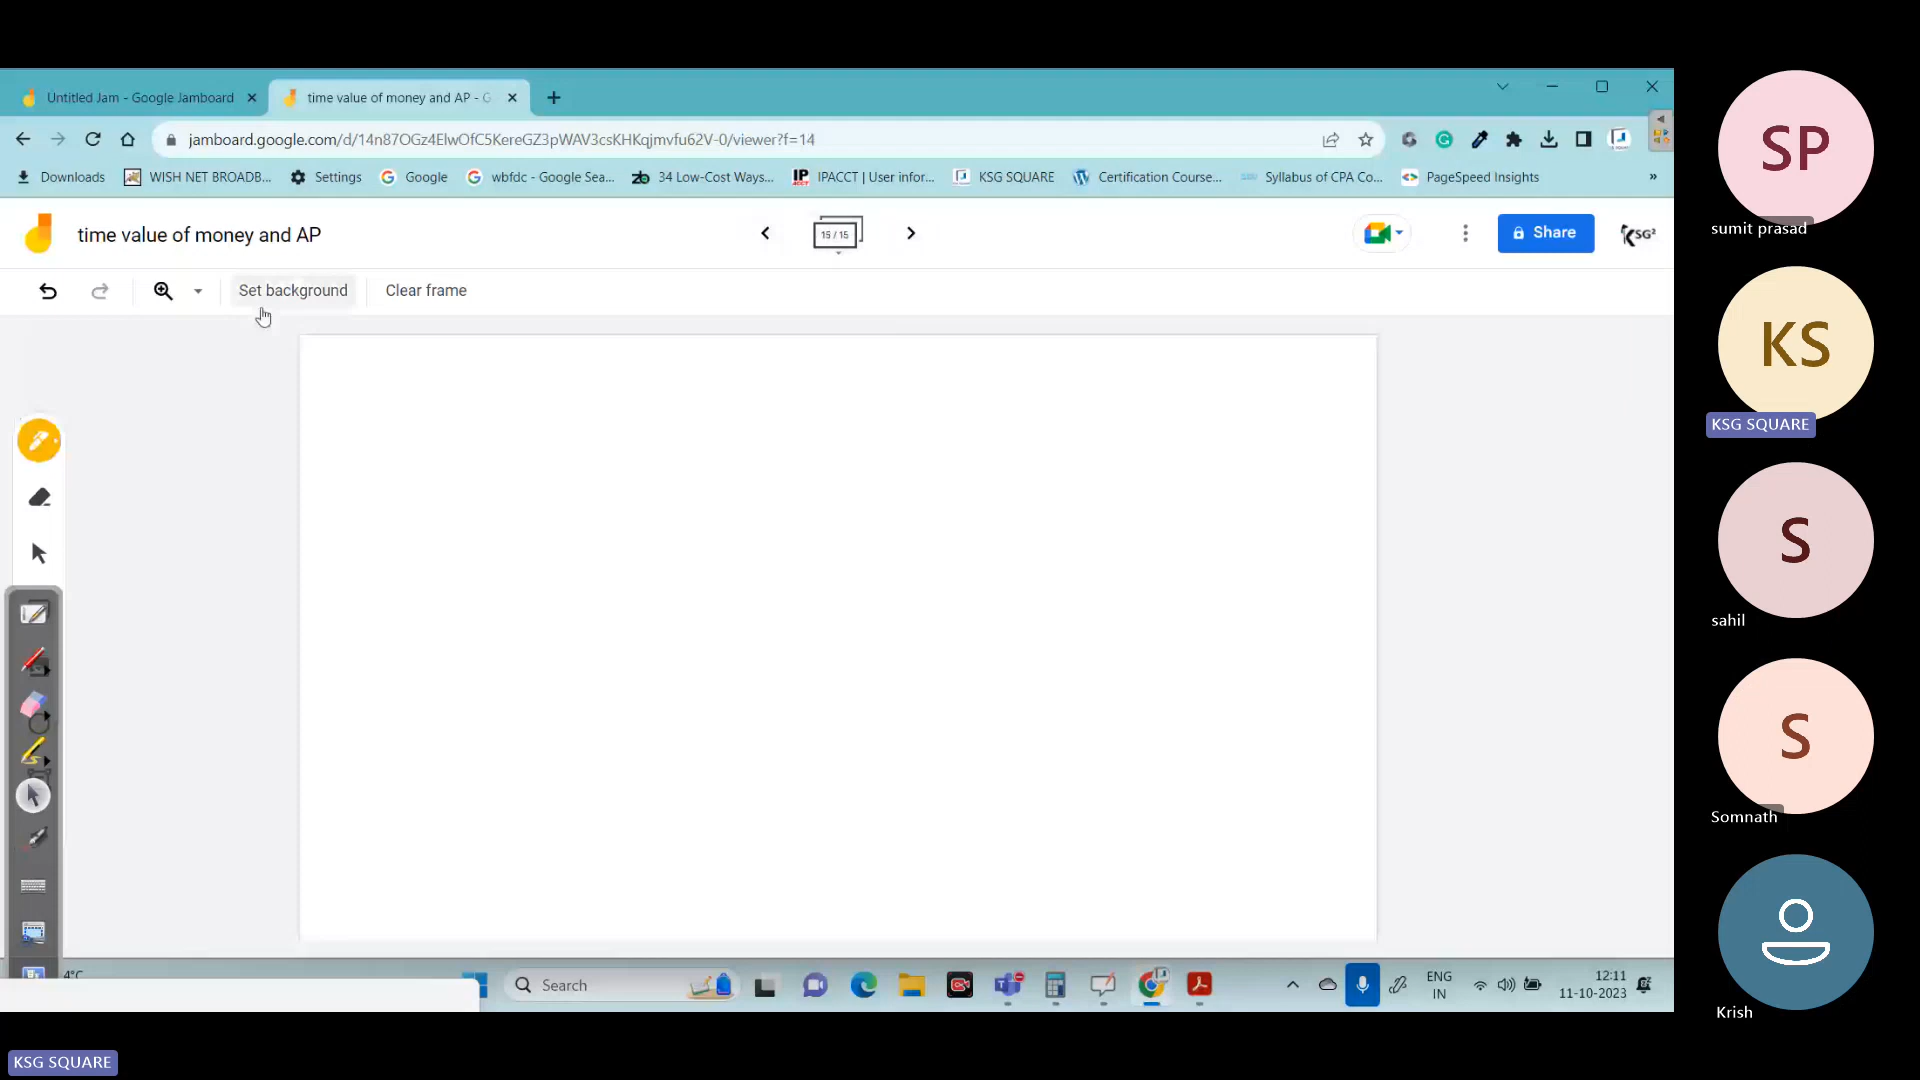 Untitled Jam - Google Jamboard
time value of money and AP - G
jamboard.google.com/d/14n87OGz4ElwOfC5KereGZ3pWAV3csKHKqjmvfu62V-0/viewer?f=14
Downloads
WISH NET BROADB...
Settings
Google
wbfdc - Google Sea...
34 Low-Cost Ways...
IPACCT | User infor...
KSG SQUARE
Certification Course...
Syllabus of CPA Co...
PageSpeed Insights
»
time value of money and AP
15 / 15
Share
KSG²
Set background
Clear frame
SP
sumit prasad
KS
KSG SQUARE
S
sahil
S
Somnath
Krish
4°C
Search
ENG
IN
12:11
11-10-2023
KSG SQUARE